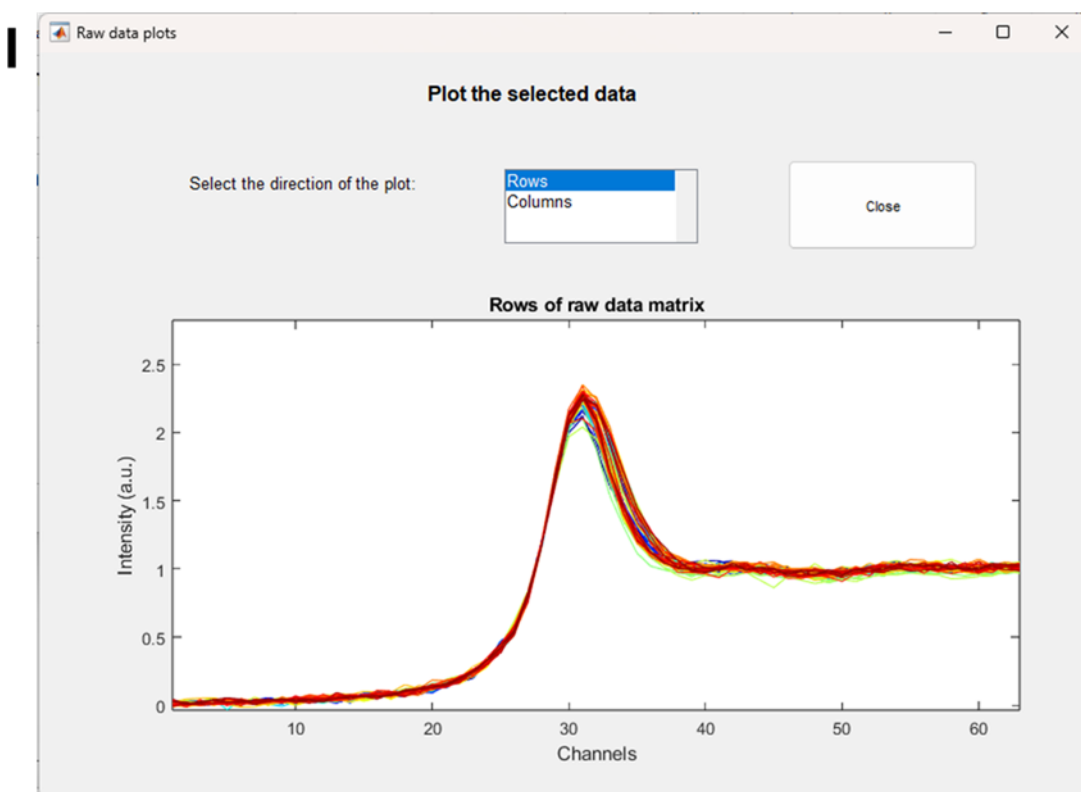 Raw data plots
Plot the selected data
Select the direction of the plot:
Rows
Columns
Close
Rows of raw data matrix
2.5
2
1.5
1
0.5
0
Intensity (a.u.)
10 20 30 40 50 60
Channels